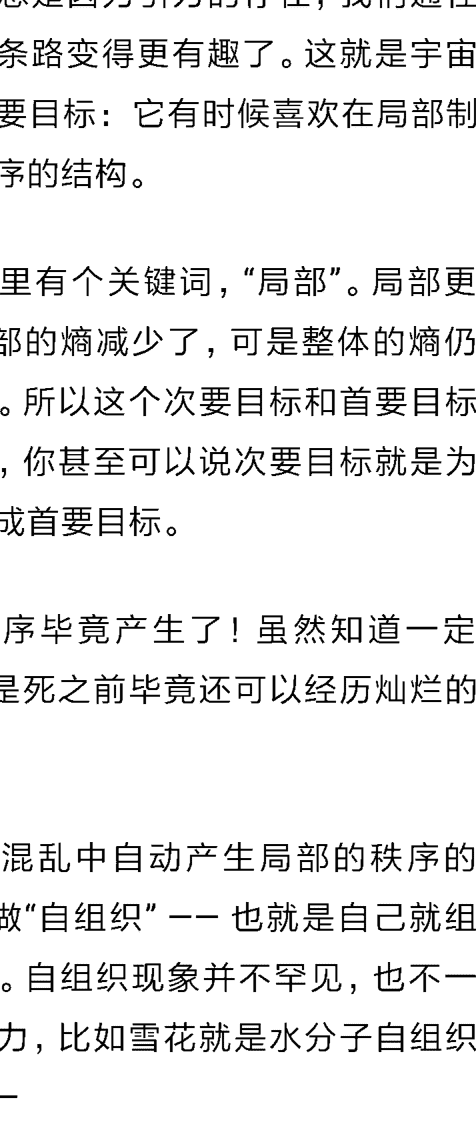 总是因为引力的存在，我们通往
条路变得更有趣了。这就是宇宙
要目标：它有时候喜欢在局部制
序的结构。
里有个关键词，“局部”。局部更
部的熵减少了，可是整体的熵仍
。所以这个次要目标和首要目标
，你甚至可以说次要目标就是为
成首要目标。
序毕竟产生了！虽然知道一定
是死之前毕竟还可以经历灿烂的
混乱中自动产生局部的秩序的
做“自组织” —— 也就是自己就组
。自组织现象并不罕见，也不一
力，比如雪花就是水分子自组织
—